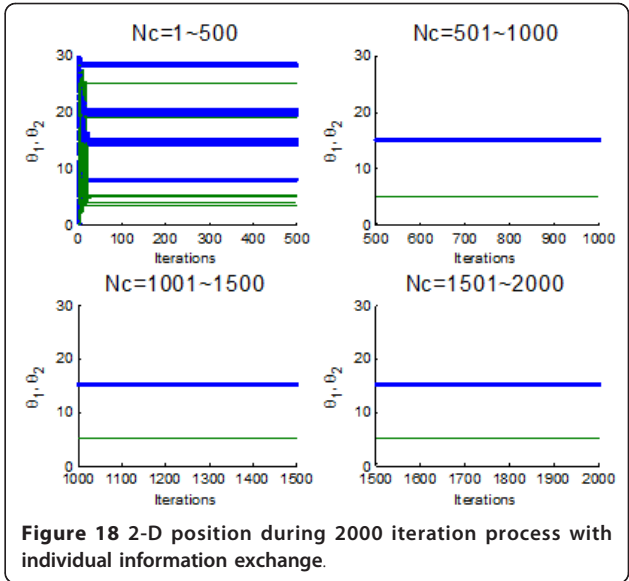 Nc=1~500
θ1, θ2
30
20
10
0
0 100 200 300 400 500
Iterations
Nc=501~1000
θ1, θ2
30
20
10
0
500 600 700 800 900 1000
Iterations
Nc=1001~1500
θ1, θ2
30
20
10
0
1000 1100 1200 1300 1400 1500
Iterations
Nc=1501~2000
θ1, θ2
30
20
10
0
1500 1600 1700 1800 1900 2000
Iterations
Figure 18 2-D position during 2000 iteration process with
individual information exchange.